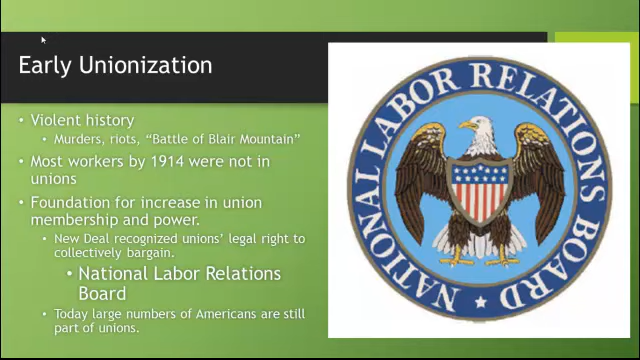 Early Unionization
• Violent history
• Murders, riots, “Battle of Blair Mountain”
• Most workers by 1914 were not in
unions
• Foundation for increase in union
membership and power.
• New Deal recognized unions’ legal right to
collectively bargain.
• National Labor Relations
Board
• Today large numbers of Americans are still
part of unions.
NATIONAL LABOR RELATIONS BOARD